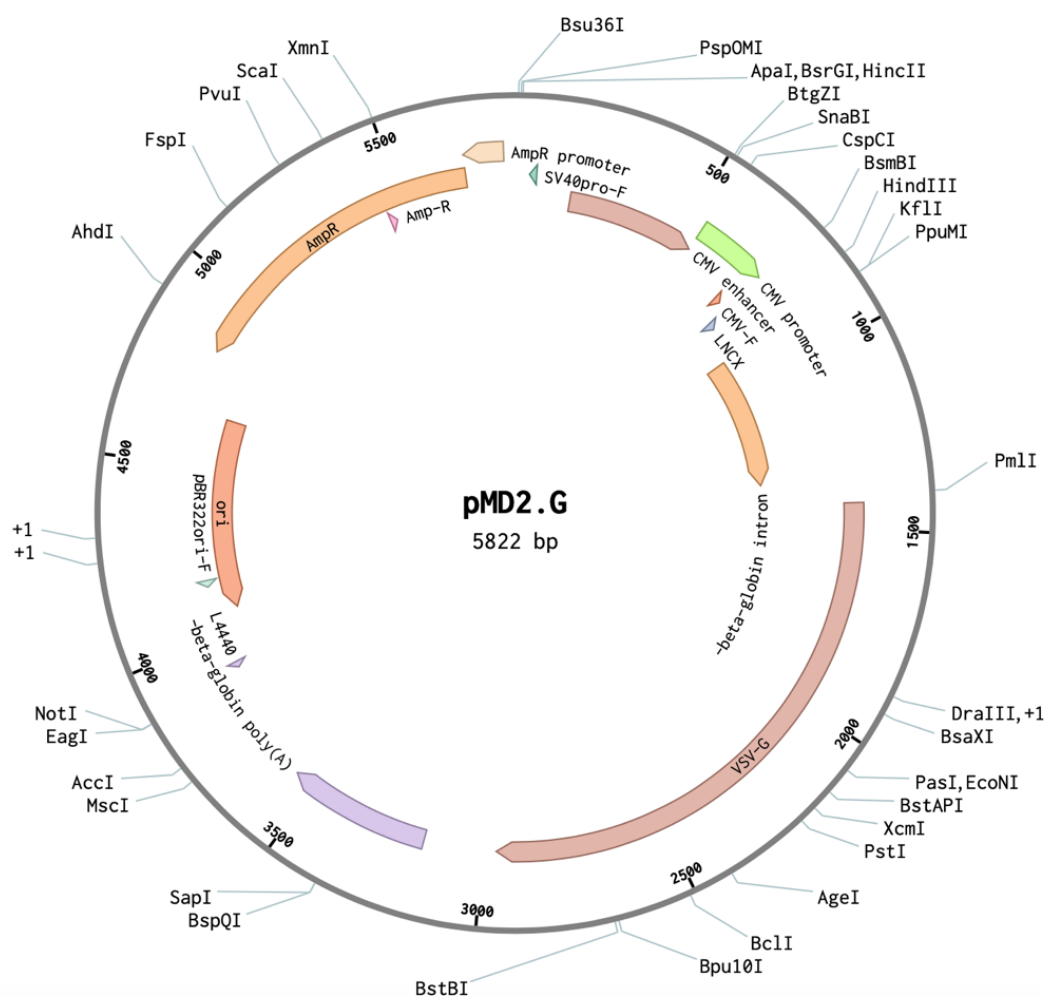 Bsu36I
XmnI
PspOMI
ScaI
ApaI,BsrGI,HincII
PvuI
BtgZI
SnaBI
FspI
5500
CspCI
AmpR promoter
500
BsmBI
SV40pro-F
HindIII
Amp-R
KflI
AhdI
AmpR
PpuMI
5000
CMV enhancer
CMV promoter
CMV-F
1000
LNCX
4500
PmlI
pMD2.G
5822 bp
pBR322ori-F
ori
1500
+1
+1
-beta-globin intron
L4440
-beta-globin poly(A)
4000
NotI
DraIII,+1
EagI
2000
BsaXI
VSV-G
AccI
PasI,EcoNI
MscI
BstAPI
XcmI
3500
PstI
2500
SapI
AgeI
3000
BspQI
BclI
Bpu10I
BstBI